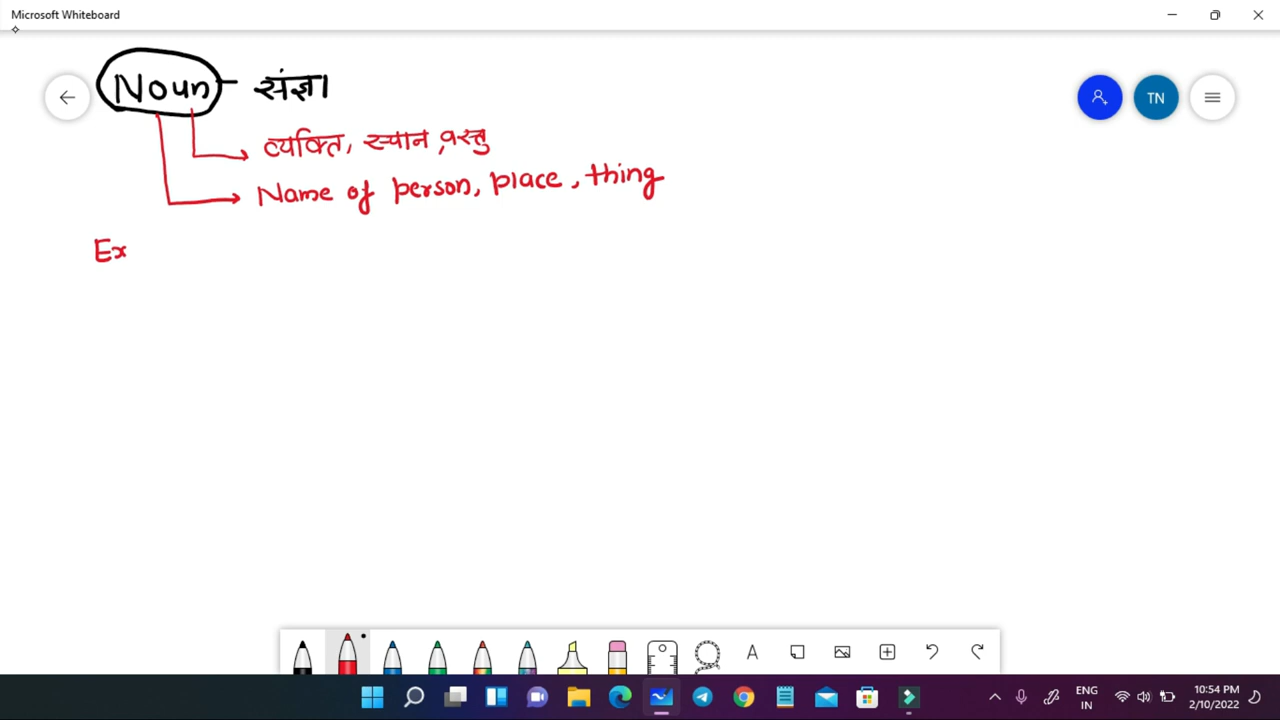 Microsoft Whiteboard
Noun - संज्ञा
व्यक्ति, स्थान, वस्तु
Name of person, place, thing
Ex
TN
A
ENG
IN
10:54 PM
2/10/2022